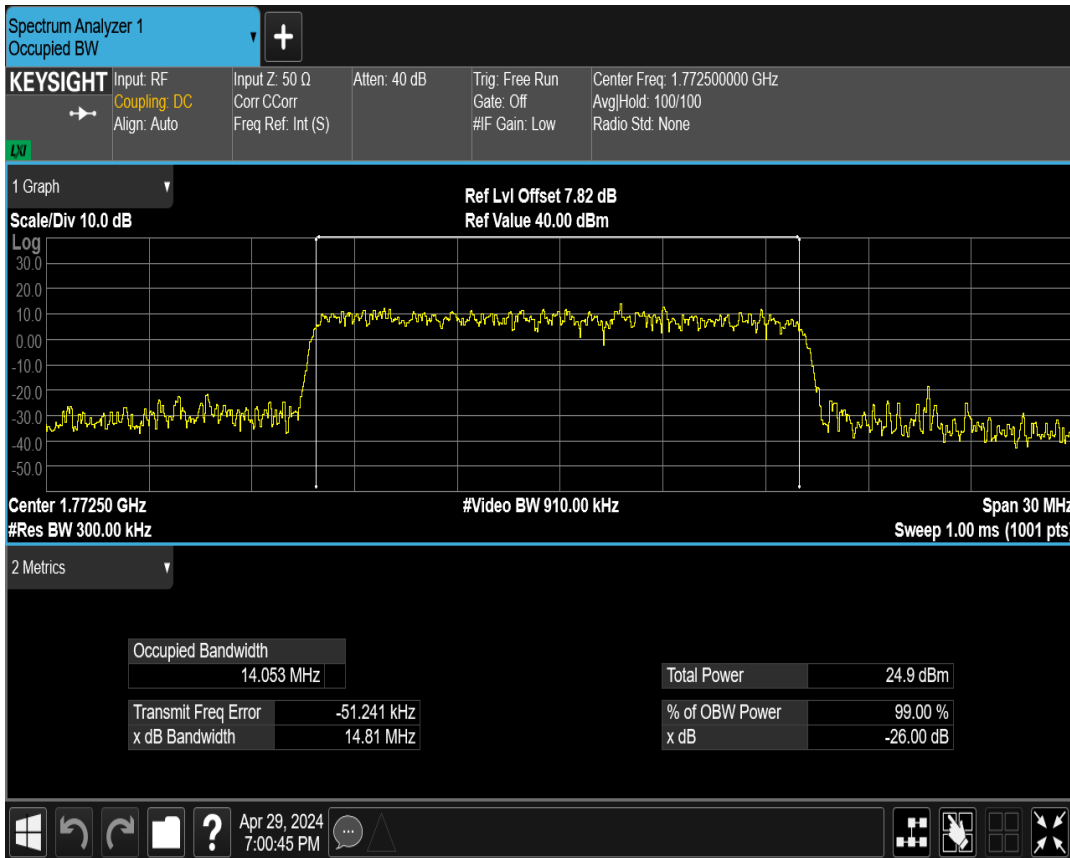 Spectrum Analyzer 1
Occupied BW
KEYSIGHT
LXI
Input: RF
Coupling: DC
Align: Auto
Input Z: 50 Ω
Corr CCorr
Freq Ref: Int (S)
Atten: 40 dB
Trig: Free Run
Gate: Off
#IF Gain: Low
Center Freq: 1.772500000 GHz
Avg|Hold: 100/100
Radio Std: None
1 Graph
Scale/Div 10.0 dB
Ref Lvl Offset 7.82 dB
Ref Value 40.00 dBm
Log
30.0
20.0
10.0
0.00
-10.0
-20.0
-30.0
-40.0
-50.0
Center 1.77250 GHz
#Res BW 300.00 kHz
#Video BW 910.00 kHz
Span 30 MHz
Sweep 1.00 ms (1001 pts)
2 Metrics
Occupied Bandwidth
14.053 MHz
Transmit Freq Error -51.241 kHz
x dB Bandwidth 14.81 MHz
Total Power 24.9 dBm
% of OBW Power 99.00 %
x dB -26.00 dB
Apr 29, 2024
7:00:45 PM